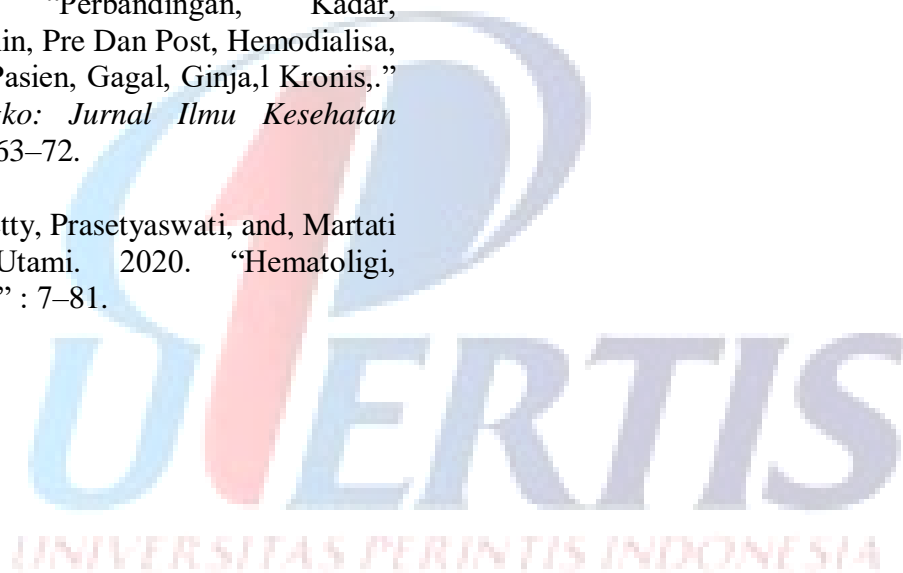 “Perbandingan, Kadar,
in, Pre Dan Post, Hemodialisa,
Pasien, Gagal, Ginja,l Kronis,.”
ko: Jurnal Ilmu Kesehatan
63–72.
tty, Prasetyaswati, and, Martati
Utami. 2020. “Hematoligi,
” : 7–81.
UPERTIS
UNIVERSITAS PERINTIS INDONESIA